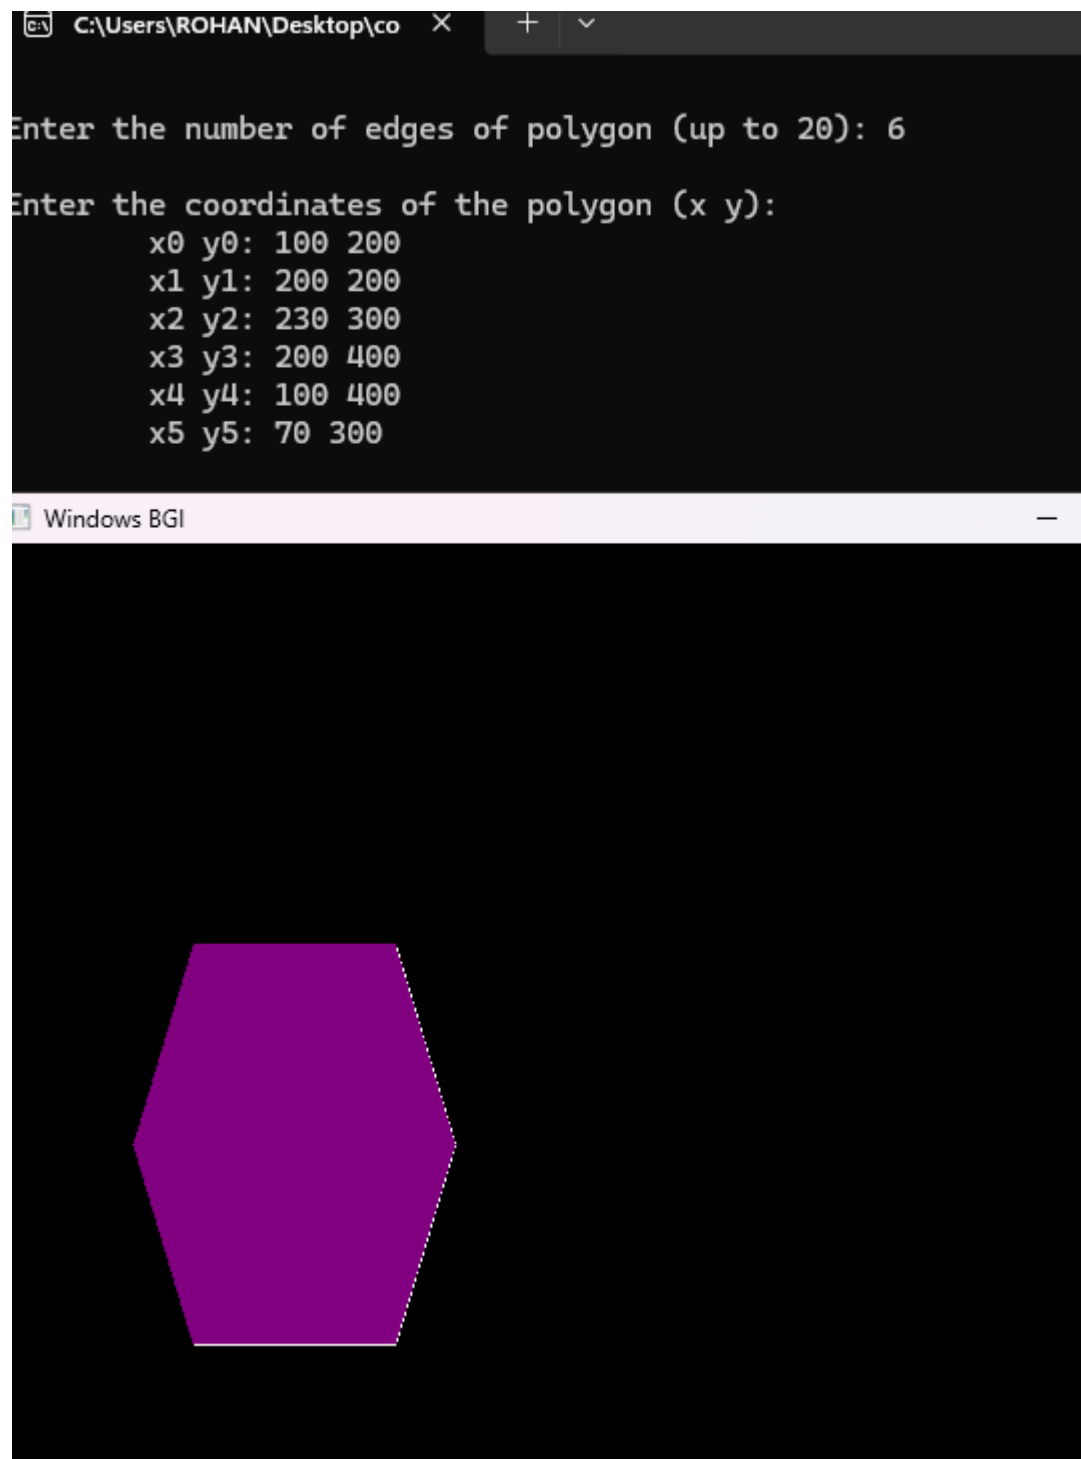 C:\Users\ROHAN\Desktop\co
Enter the number of edges of polygon (up to 20): 6
Enter the coordinates of the polygon (x y):
x0 y0: 100 200
x1 y1: 200 200
x2 y2: 230 300
x3 y3: 200 400
x4 y4: 100 400
x5 y5: 70 300
Windows BGI